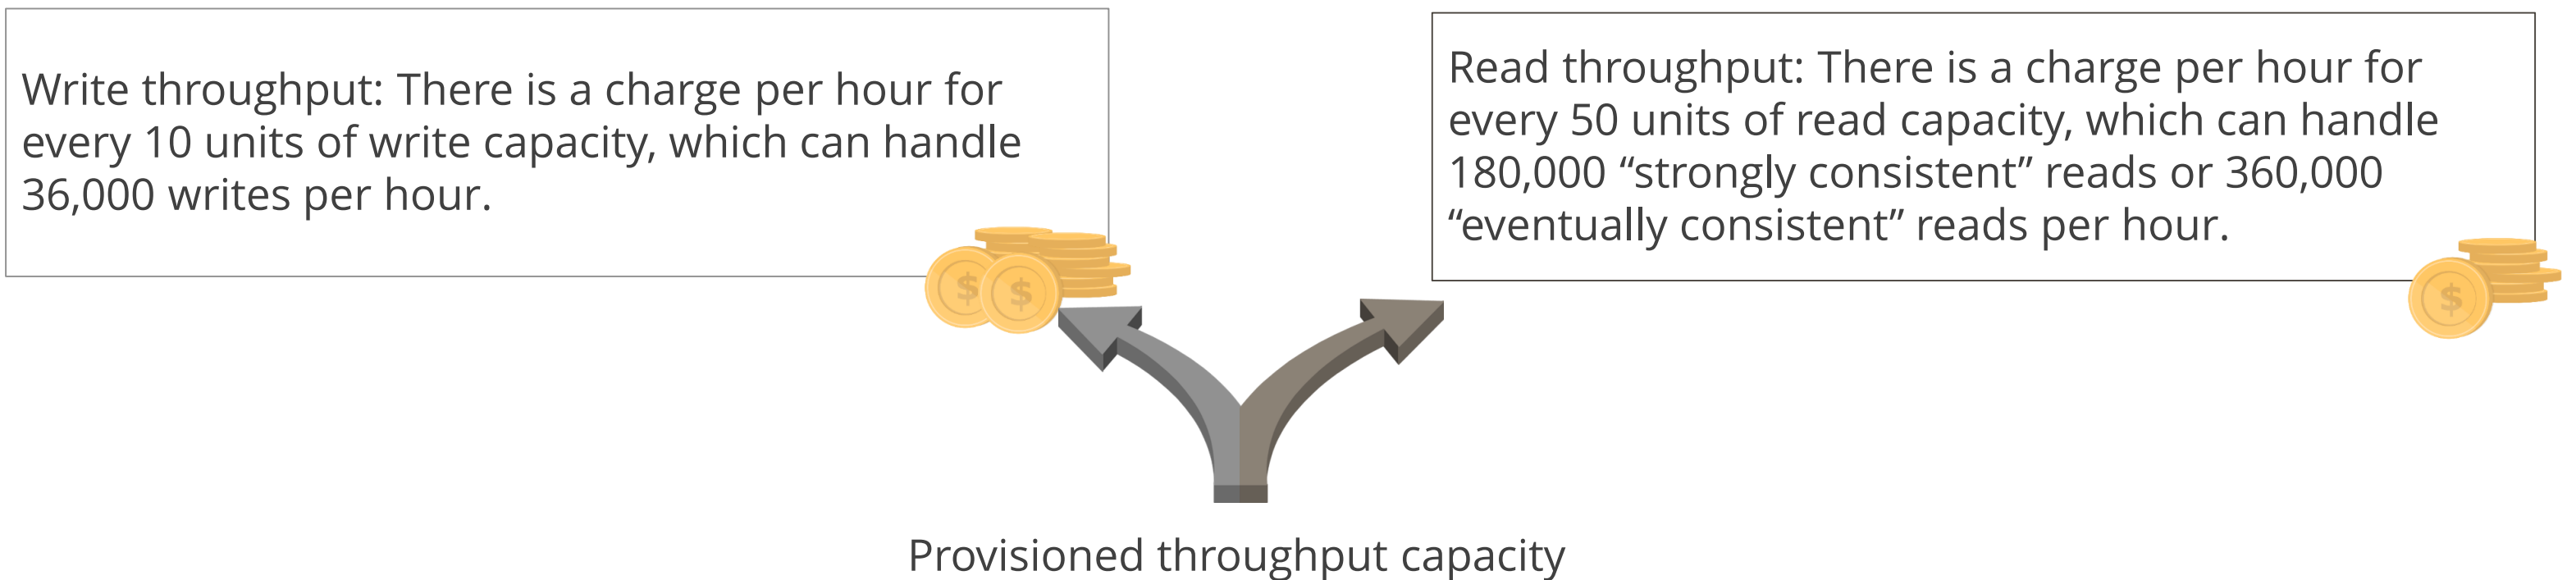 Write throughput: There is a charge per hour for
every 10 units of write capacity, which can handle
36,000 writes per hour.
Read throughput: There is a charge per hour for
every 50 units of read capacity, which can handle
180,000 “strongly consistent” reads or 360,000
“eventually consistent” reads per hour.
$ $
$
Provisioned throughput capacity